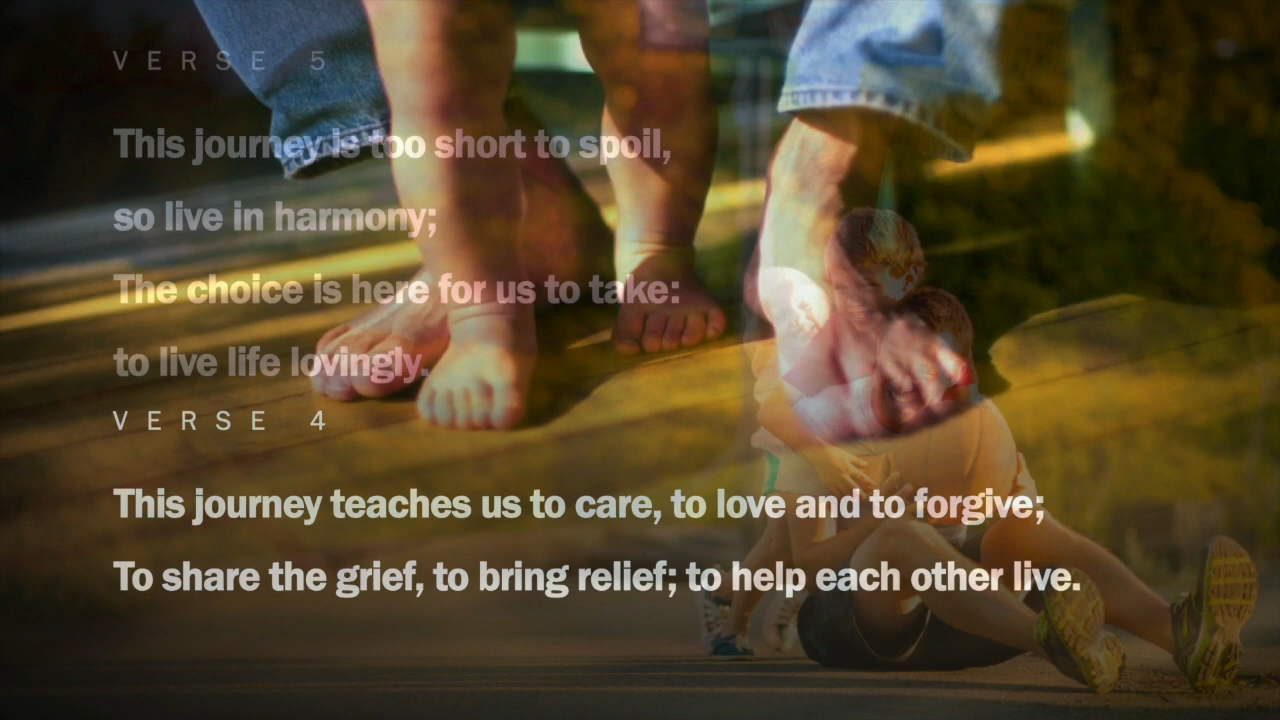 VERSE 5
This journey is too short to spoil,
so live in harmony;
The choice is here for us to take:
to live life lovingly.
VERSE 4
This journey teaches us to care, to love and to forgive;
To share the grief, to bring relief; to help each other live.